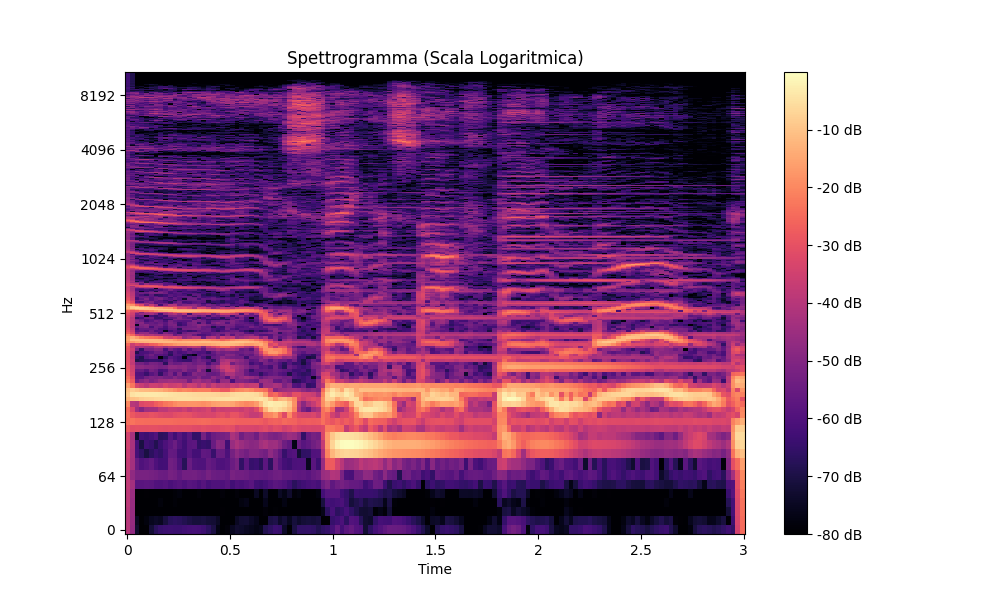 Spettrogramma (Scala Logaritmica)
8192
4096
2048
1024
512
256
128
64
0
Hz
0
0.5
1
1.5
2
2.5
3
Time
-10 dB
-20 dB
-30 dB
-40 dB
-50 dB
-60 dB
-70 dB
-80 dB